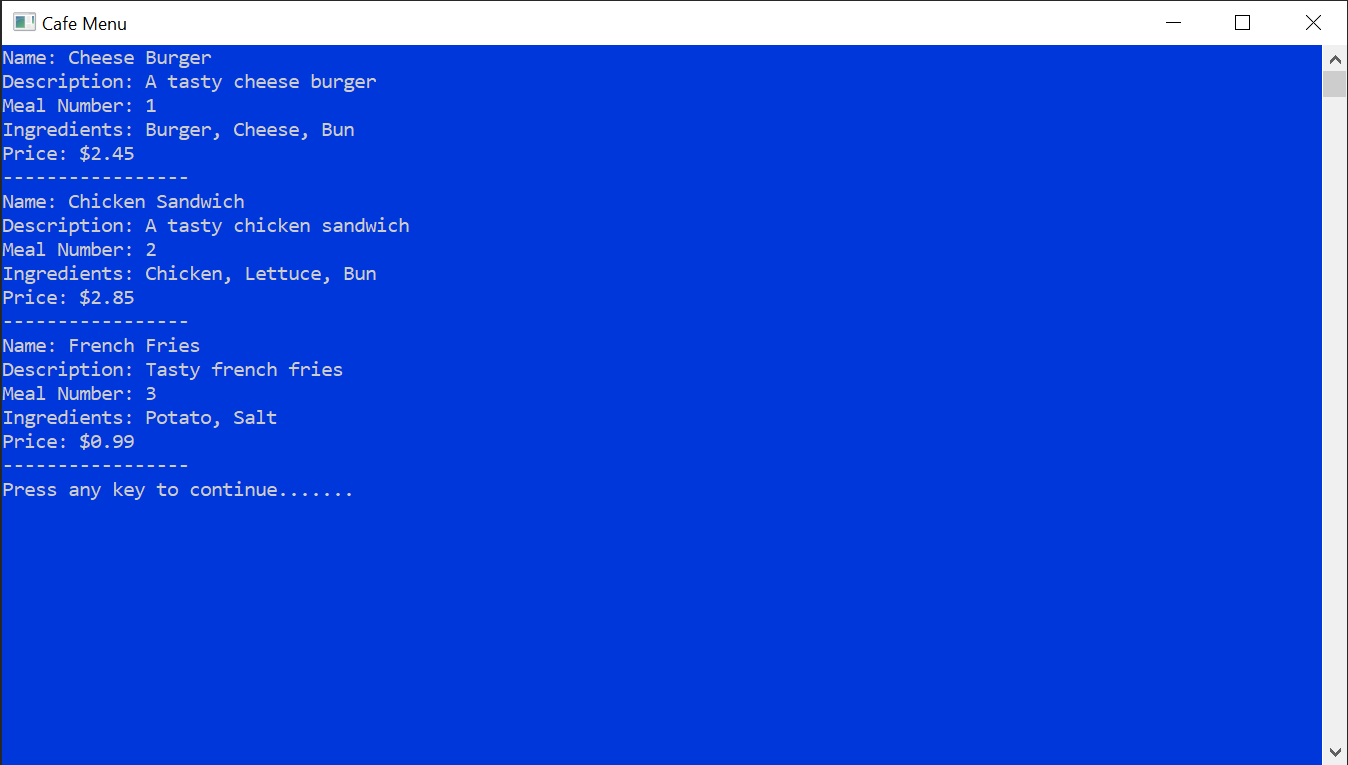 Cafe Menu
Name: Cheese Burger
Description: A tasty cheese burger
Meal Number: 1
Ingredients: Burger, Cheese, Bun
Price: $2.45
-----------------
Name: Chicken Sandwich
Description: A tasty chicken sandwich
Meal Number: 2
Ingredients: Chicken, Lettuce, Bun
Price: $2.85
-----------------
Name: French Fries
Description: Tasty french fries
Meal Number: 3
Ingredients: Potato, Salt
Price: $0.99
-----------------
Press any key to continue.......